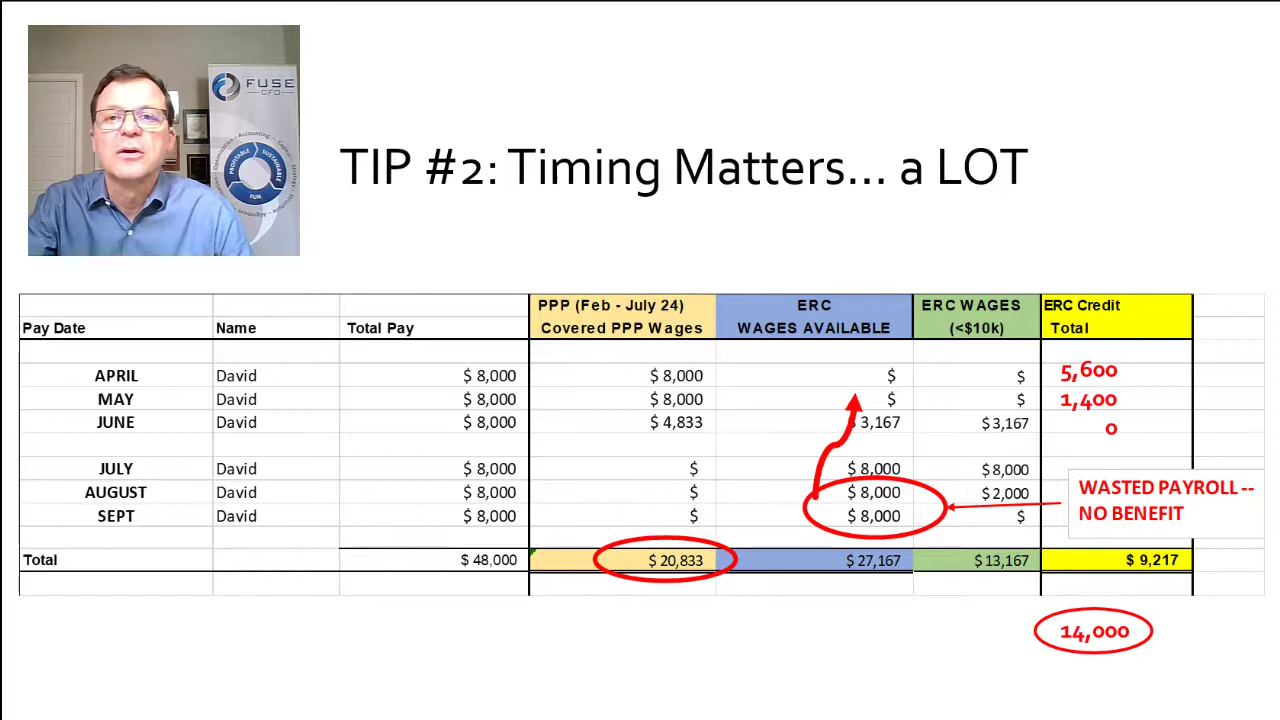 FUSE
CFO
PROFITABLE
SUSTAINABLE
FUN
TIP #2: Timing Matters... a LOT
PPP (Feb - July 24) ERC ERC WAGES ERC Credit
Pay Date Name Total Pay Covered PPP Wages WAGES AVAILABLE (<$10k) Total
APRIL David $ 8,000 $ 8,000 $ $ 5,600
MAY David $ 8,000 $ 8,000 $ $ 1,400
JUNE David $ 8,000 $ 4,833 $ 3,167 $ 3,167 0
JULY David $ 8,000 $ $ 8,000 $ 8,000
AUGUST David $ 8,000 $ $ 8,000 $ 2,000
SEPT David $ 8,000 $ $ 8,000 $
WASTED PAYROLL --
NO BENEFIT
Total $ 48,000 $ 20,833 $ 27,167 $ 13,167 $ 9,217
14,000